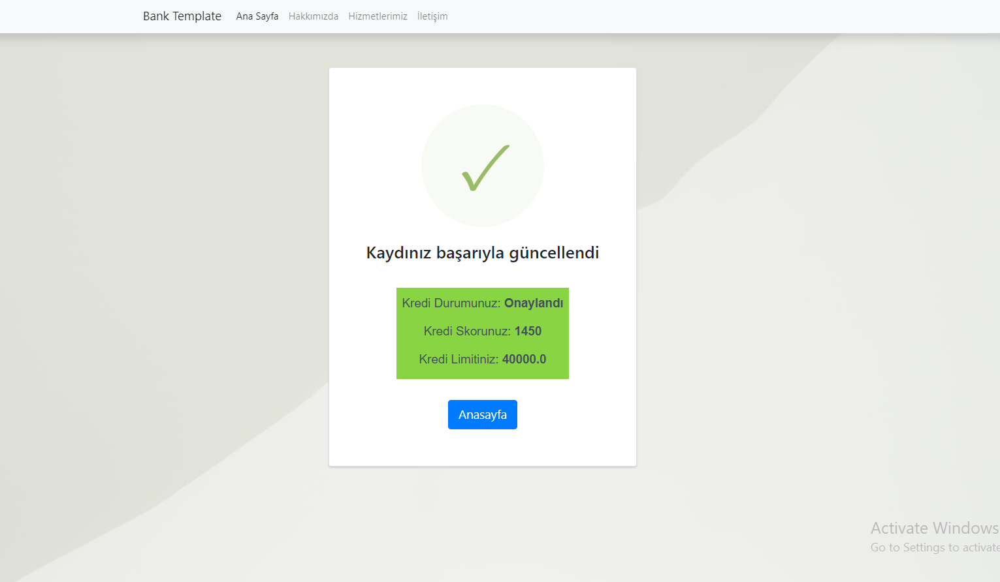 Bank Template Ana Sayfa Hakkımızda Hizmetlerimiz İletişim
Kaydınız başarıyla güncellendi
Kredi Durumunuz: Onaylandı
Kredi Skorunuz: 1450
Kredi Limitiniz: 40000.0
Anasayfa
Activate Windows
Go to Settings to activate